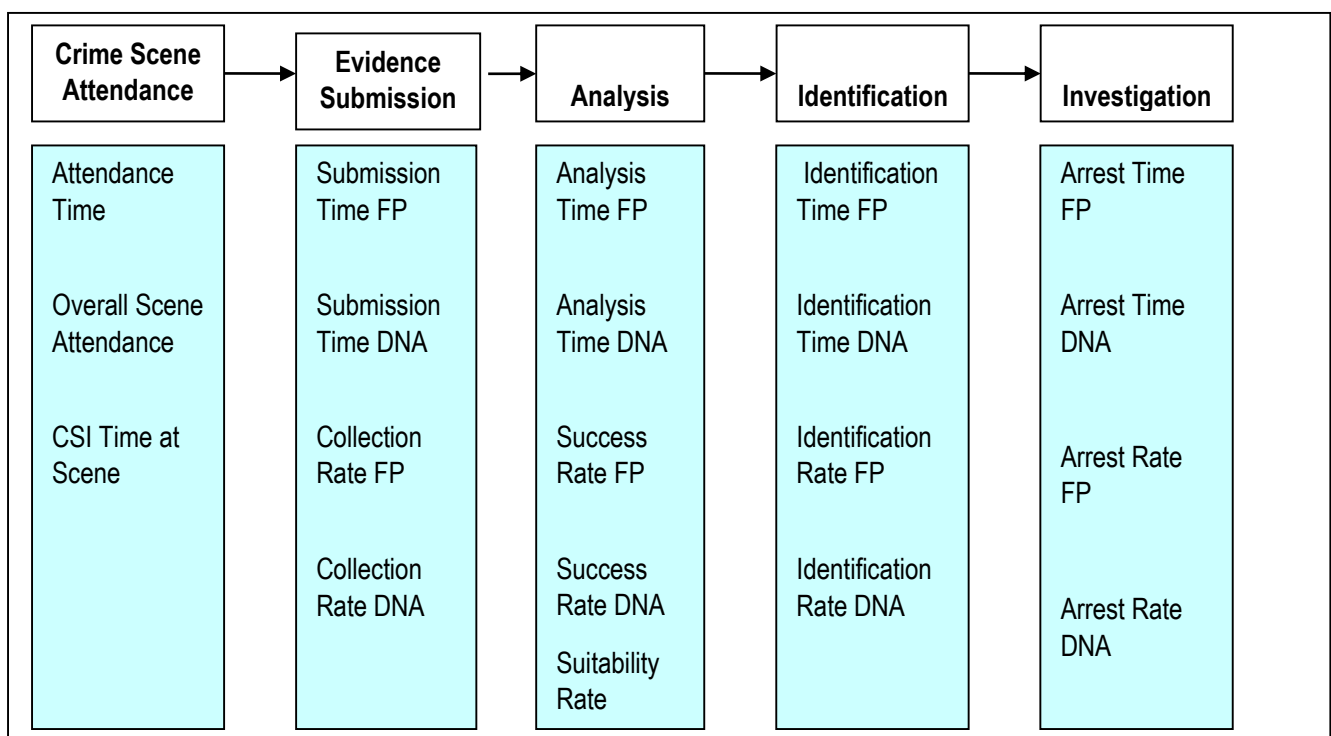 Crime Scene
Attendance
Evidence
Submission
Analysis
Identification
Investigation
Attendance
Time
Overall Scene
Attendance
CSI Time at
Scene
Submission
Time FP
Submission
Time DNA
Collection
Rate FP
Collection
Rate DNA
Analysis
Time FP
Analysis
Time DNA
Success
Rate FP
Success
Rate DNA
Suitability
Rate
Identification
Time FP
Identification
Time DNA
Identification
Rate FP
Identification
Rate DNA
Arrest Time
FP
Arrest Time
DNA
Arrest Rate
FP
Arrest Rate
DNA